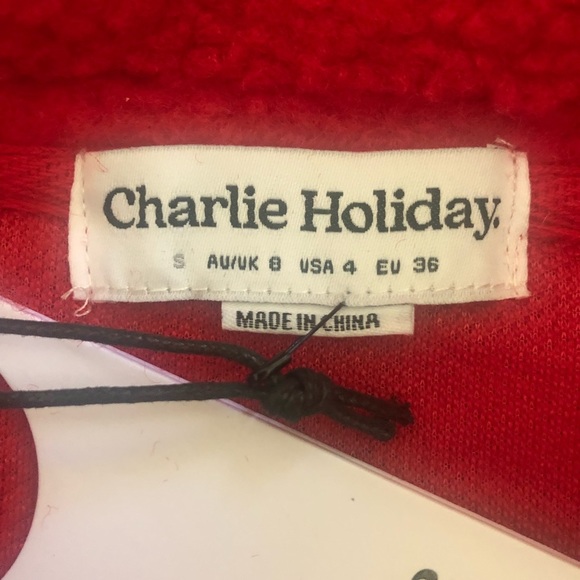 Charlie Holiday.
S AU/UK 8 USA 4 EU 36
MADE IN CHINA